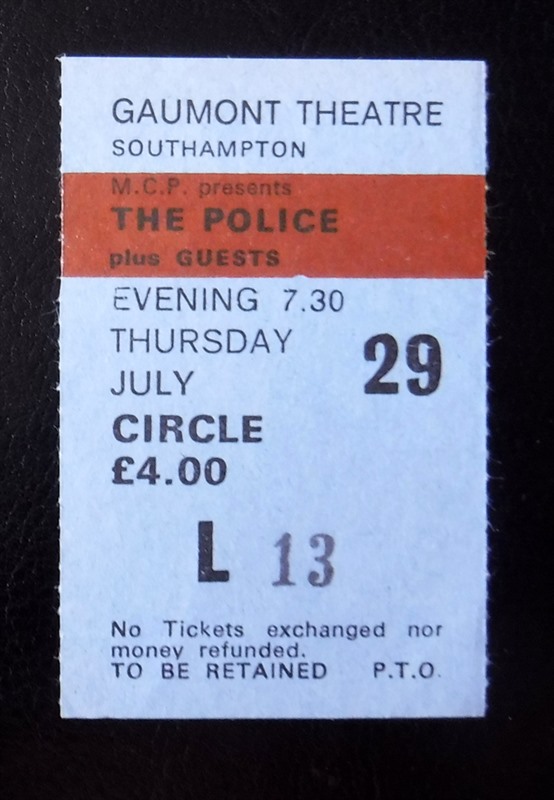 GAUMONT THEATRE
SOUTHAMPTON
M.C.P. presents
THE POLICE
plus GUESTS
EVENING 7.30
THURSDAY 29
JULY
CIRCLE
£4.00
L 13
No Tickets exchanged nor
money refunded.
TO BE RETAINED P.T.O.